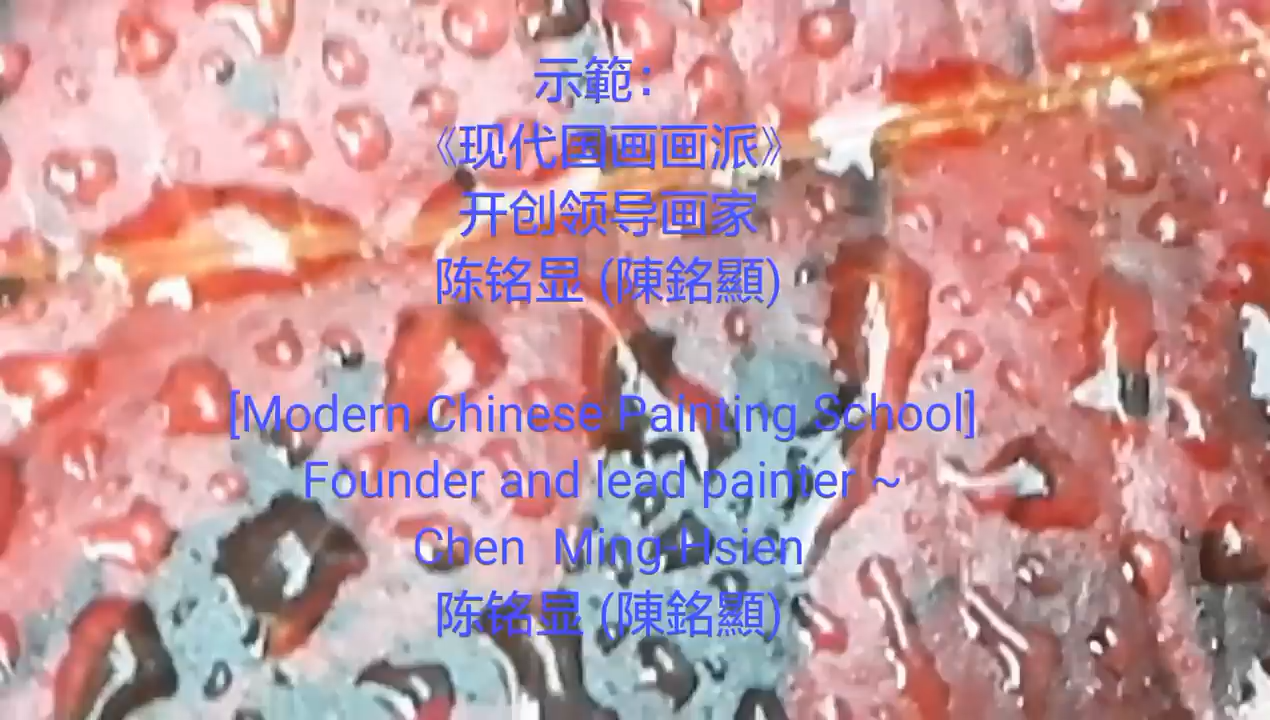 示範：
《现代国画画派》
开创领导画家
陈铭显 (陳銘顯)
[Modern Chinese Painting School]
Founder and lead painter ~
Chen  Ming-Hsien
陈铭显 (陳銘顯)